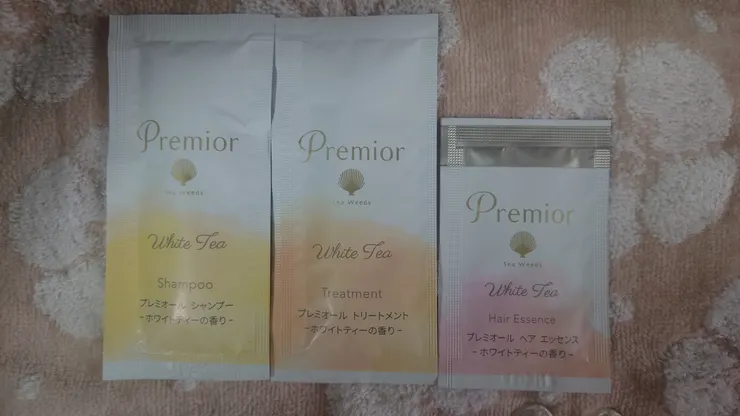 Premior
Sea Weeds
White Tea
Shampoo
プレミオール シャンプー
-ホワイトティーの香り-
Premior
Sea Weeds
White Tea
Treatment
プレミオール トリートメント
-ホワイトティーの香り-
Premior
Sea Weeds
White Tea
Hair Essence
プレミオール ヘア エッセンス
-ホワイトティーの香り-